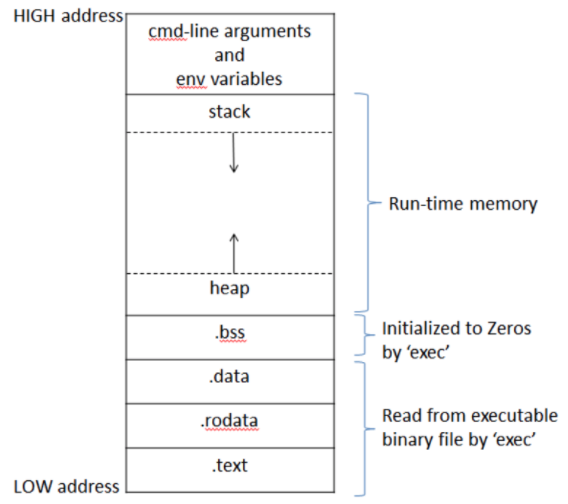 HIGH address
cmd-line arguments
and
env variables
stack
Run-time memory
heap
.bss
Initialized to Zeros
by ‘exec’
.data
.rodata
Read from executable
binary file by ‘exec’
.text
LOW address